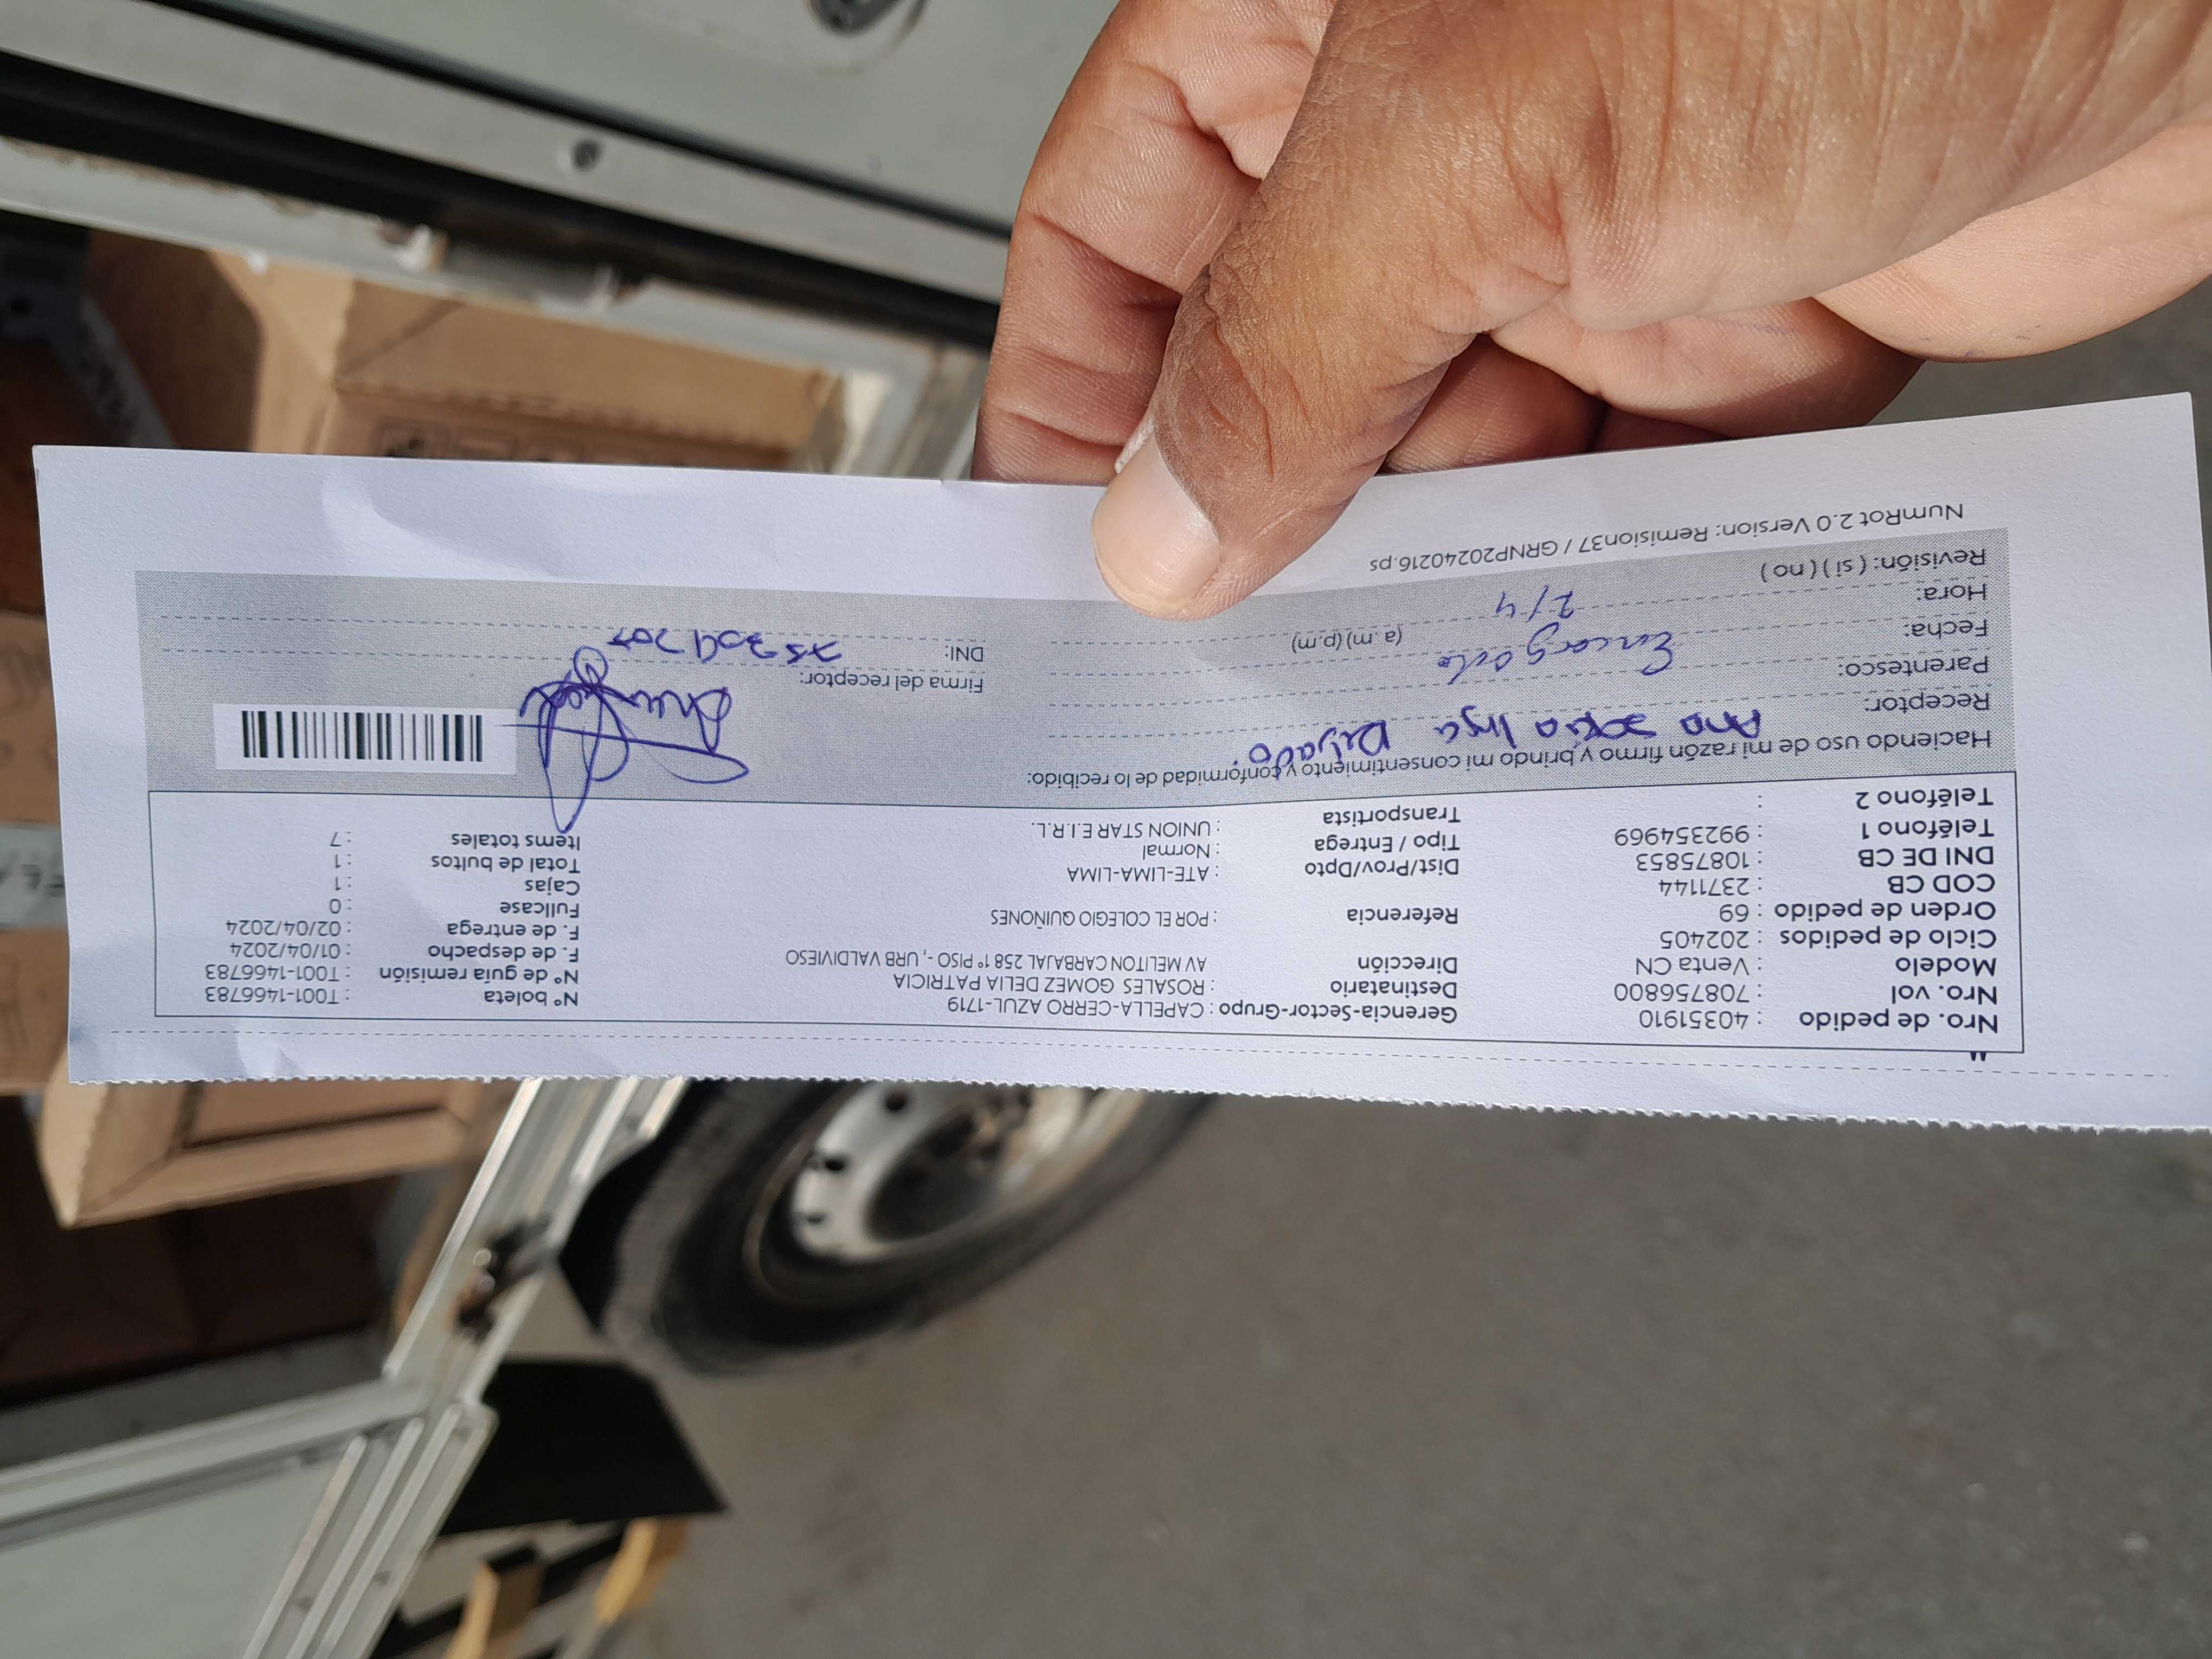 Nro. de pedido : 40351910
Nro. vol : 708756800
Modelo : Venta CN
Ciclo de pedidos : 202405
Orden de pedido : 69
COD CB : 2371144
DNI DE CB : 10875853
Teléfono 1 : 992354969
Teléfono 2 :
Gerencia-Sector-Grupo : CAPELLA-CERRO AZUL-1719
Destinatario : ROSALES GOMEZ DELIA PATRICIA
Dirección AV MELITON CARBAJAL 258 1° PISO -, URB VALDIVIESO
Referencia : POR EL COLEGIO QUIÑONES
Dist/Prov/Dpto : ATE-LIMA-LIMA
Tipo / Entrega : Normal
Transportista : UNION STAR E.I.R.L.
N° boleta : T001-1466783
N° de guía remisión : T001-1466783
F. de despacho : 01/04/2024
F. de entrega : 02/04/2024
Fullcase : 0
Cajas : 1
Total de bultos : 1
Items totales : 7
Haciendo uso de mi razón firmo y brindo mi consentimiento y conformidad de lo recibido:
Receptor: Ana
Parentesco: Encargado
Fecha: 2/4
Hora: (a. m) (p.m)
Revisión: ( si ) ( no )
Firma del receptor:
DNI:
NumRot 2.0 Version: Remision37 / GRNP20240216.ps